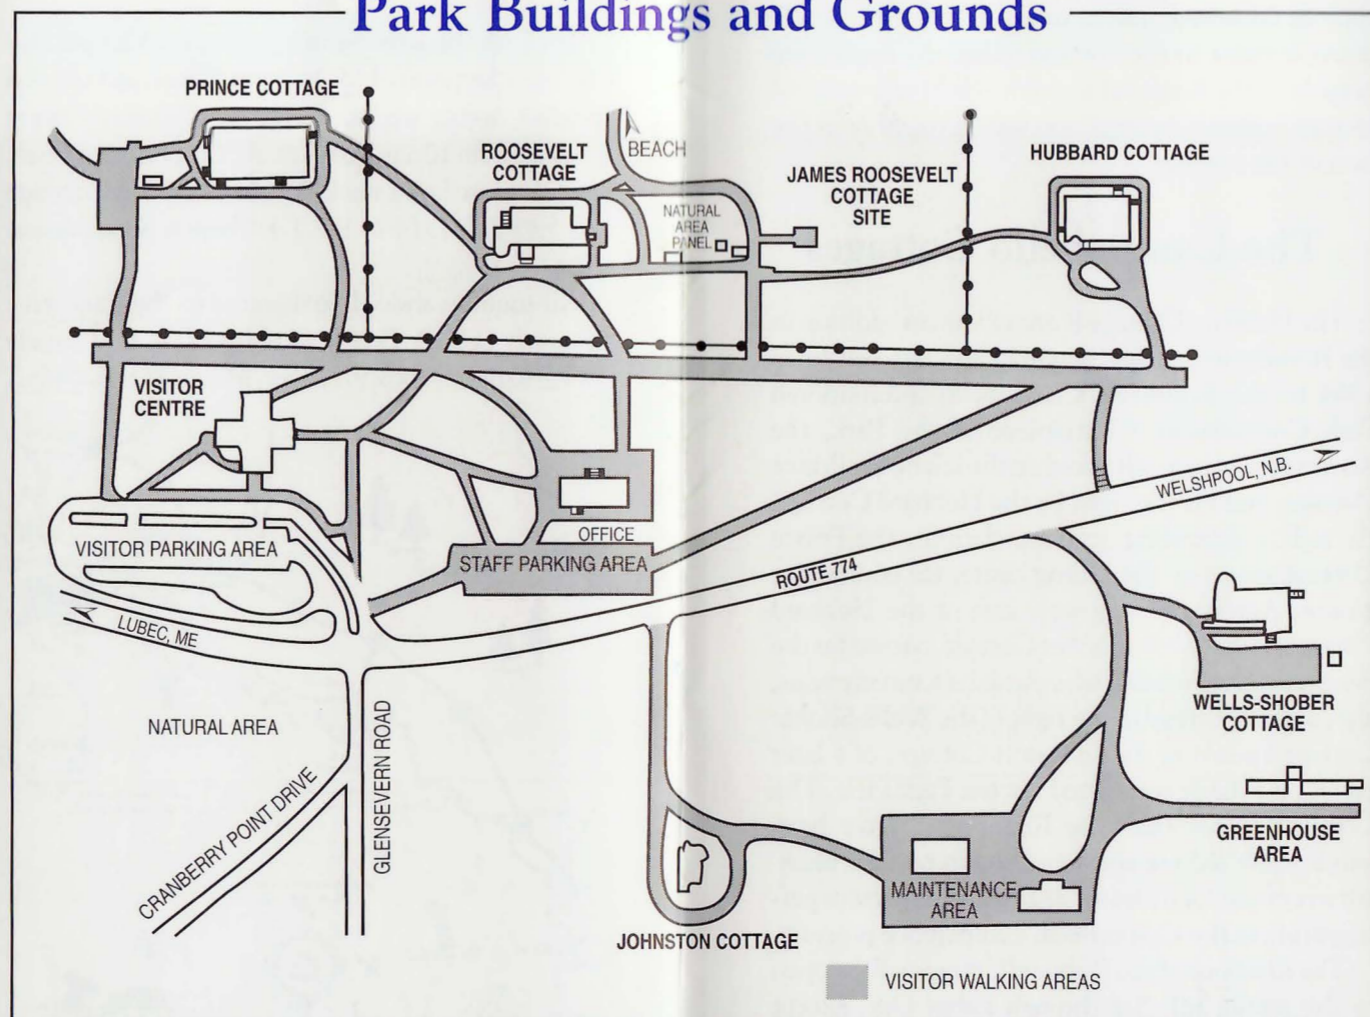 Park Buildings and Grounds
PRINCE COTTAGE
ROOSEVELT
COTTAGE
BEACH
NATURAL
AREA
PANEL
JAMES ROOSEVELT
COTTAGE
SITE
HUBBARD COTTAGE
VISITOR
CENTRE
OFFICE
VISITOR PARKING AREA
STAFF PARKING AREA
WELSHPOOL, N.B.
ROUTE 774
LUBEC, ME
NATURAL AREA
CRANBERRY POINT DRIVE
GLENSEVERN ROAD
WELLS-SHOBER
COTTAGE
GREENHOUSE
AREA
MAINTENANCE
AREA
JOHNSTON COTTAGE
VISITOR WALKING AREAS